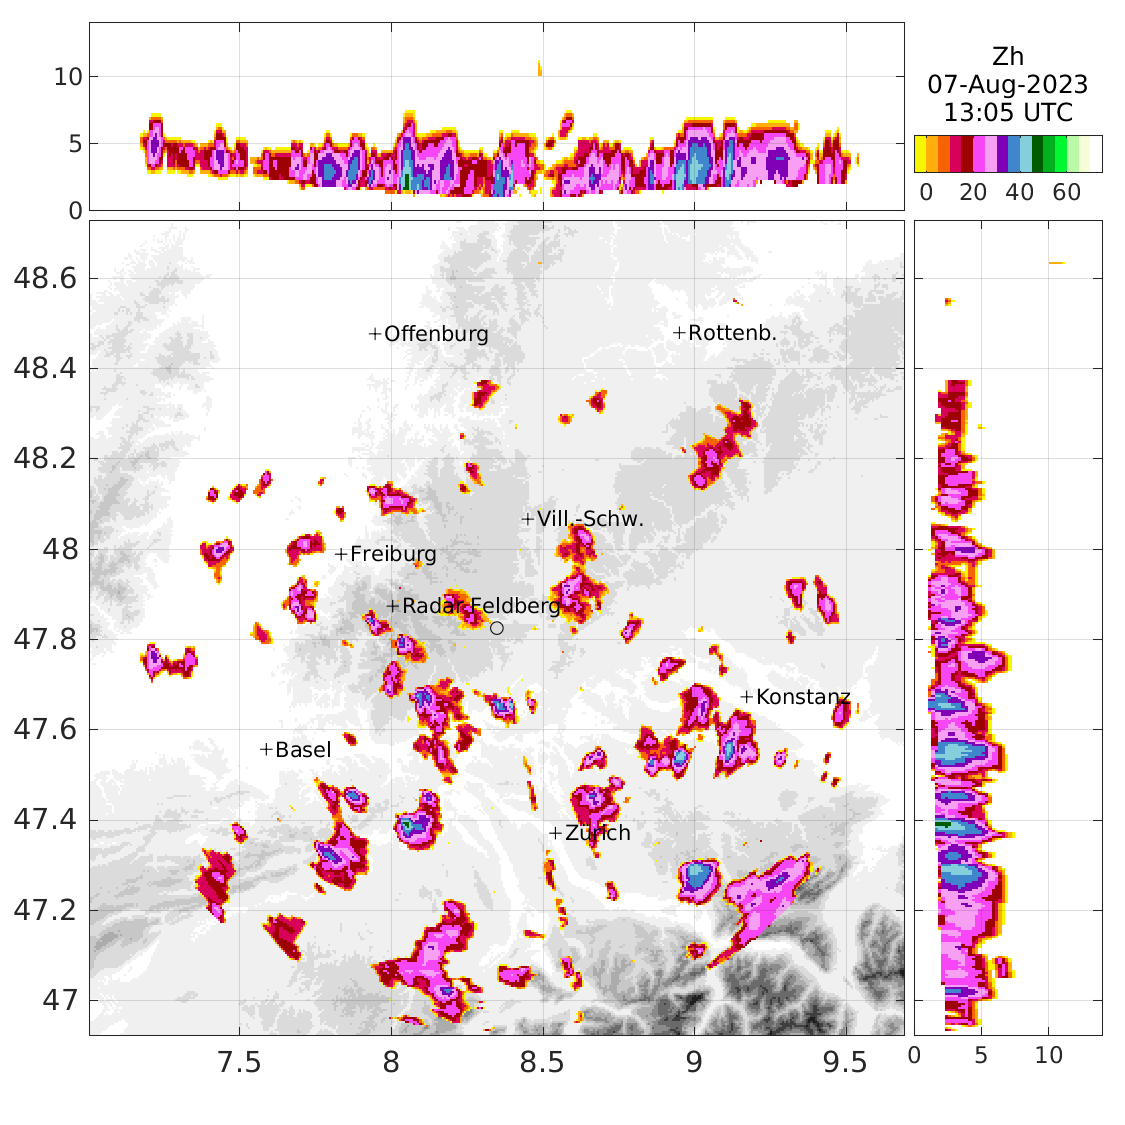 Zh
07-Aug-2023
13:05 UTC
10
5
0
0 20 40 60
48.6
+Offenburg
+Rottenb.
48.4
48.2
+Vill.-Schw.
48
+Freiburg
+Radar Feldberg
47.8
+Konstanz
47.6
+Basel
47.4
+Zürich
47.2
47
7.5 8 8.5 9 9.5
0 5 10